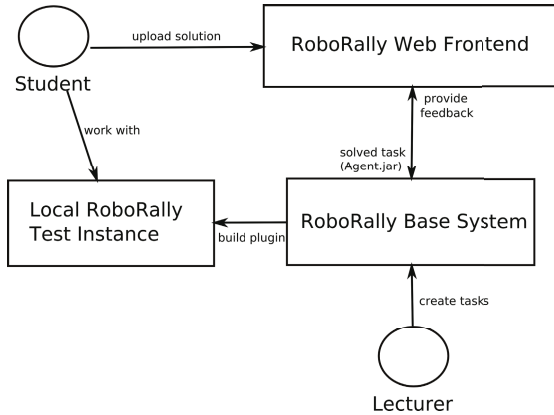 upload solution
RoboRally Web Frontend
Student
provide
feedback
work with
solved task
(Agent.jar)
Local RoboRally
Test Instance
RoboRally Base System
build plugin
create tasks
Lecturer